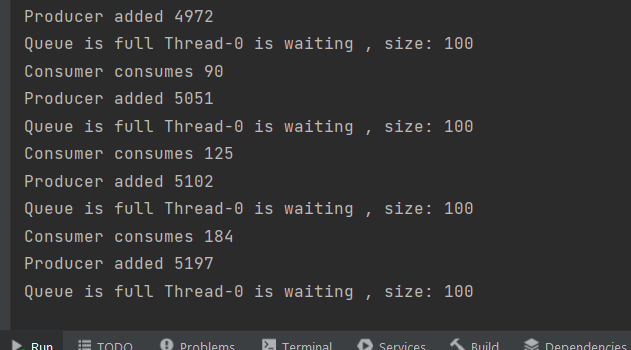 Producer added 4972
Queue is full Thread-0 is waiting , size: 100
Consumer consumes 90
Producer added 5051
Queue is full Thread-0 is waiting , size: 100
Consumer consumes 125
Producer added 5102
Queue is full Thread-0 is waiting , size: 100
Consumer consumes 184
Producer added 5197
Queue is full Thread-0 is waiting , size: 100
Run TODO Problems Terminal Services Build Dependencies